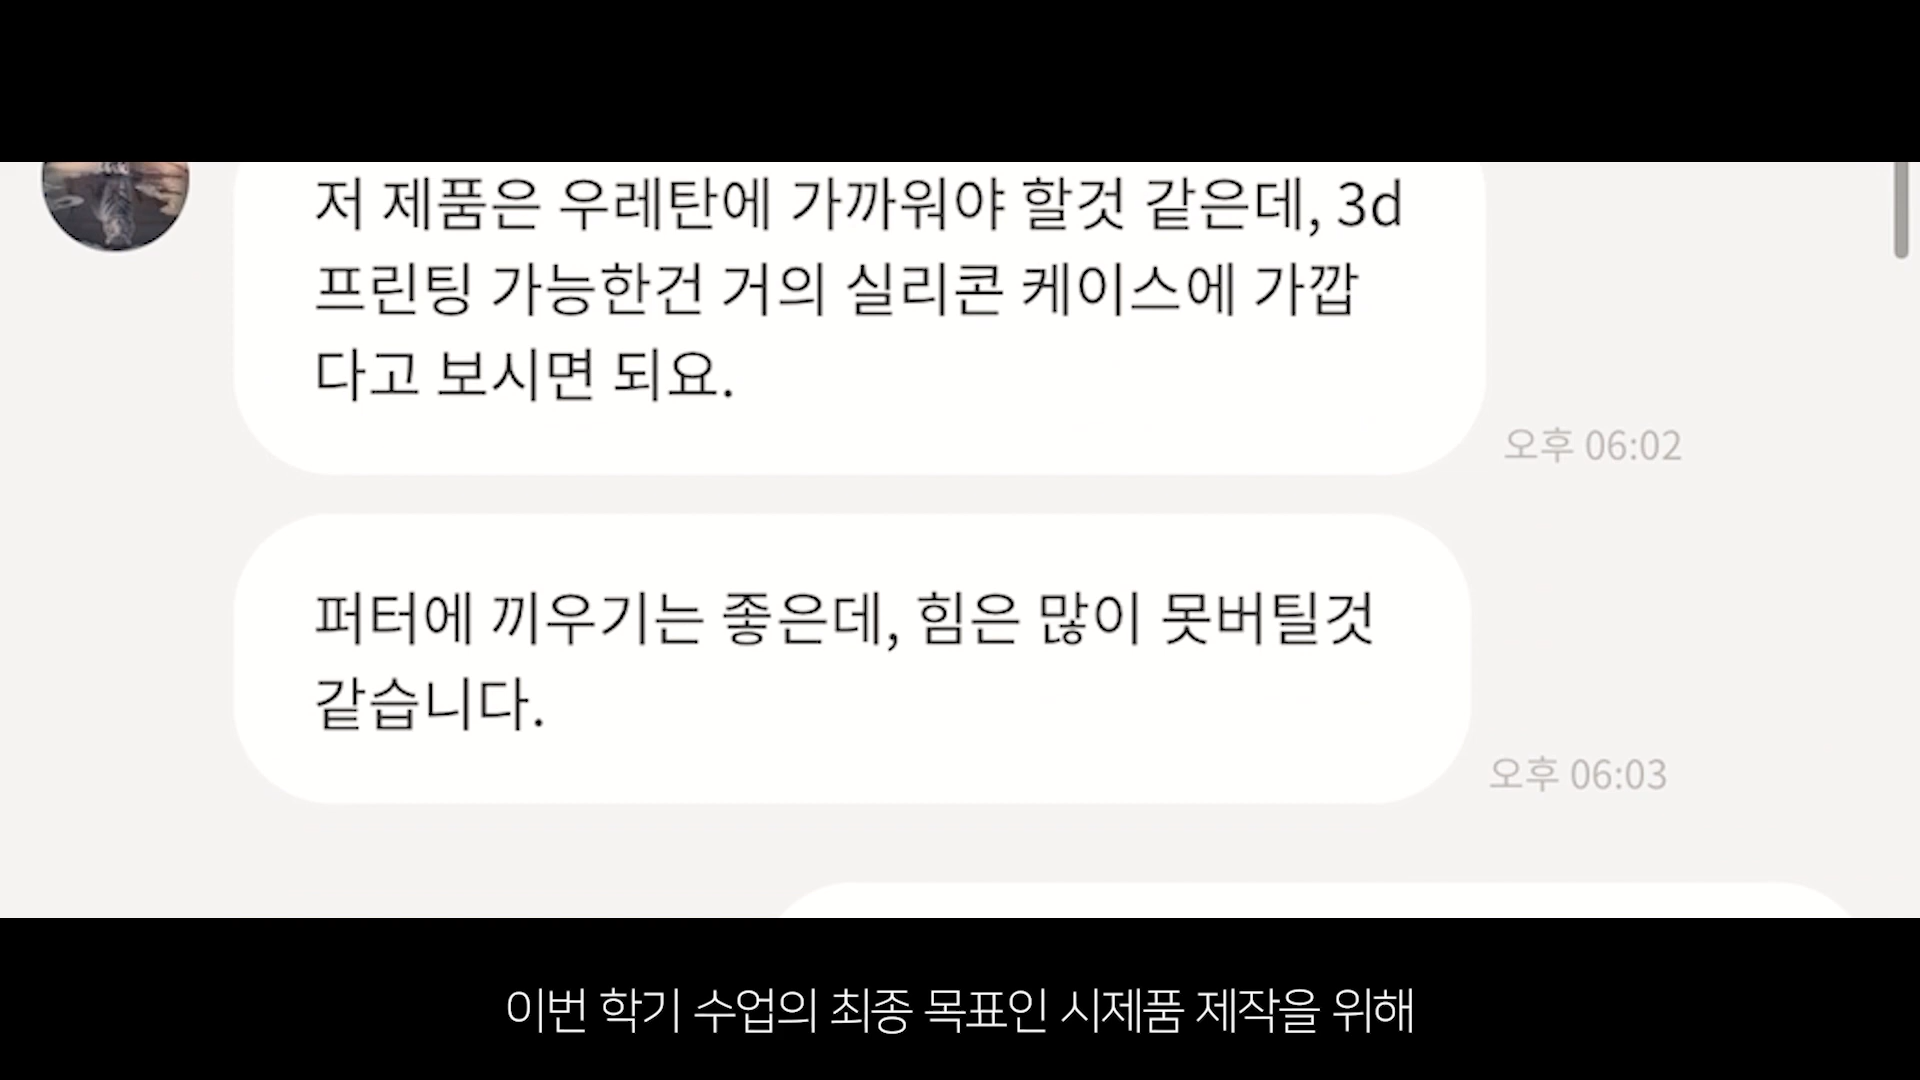 저 제품은 우레탄에 가까워야 할것 같은데, 3d
프린팅 가능한건 거의 실리콘 케이스에 가깝
다고 보시면 되요.
오후 06:02
퍼터에 끼우기는 좋은데, 힘은 많이 못버틸것
같습니다.
오후 06:03
이번 학기 수업의 최종 목표인 시제품 제작을 위해